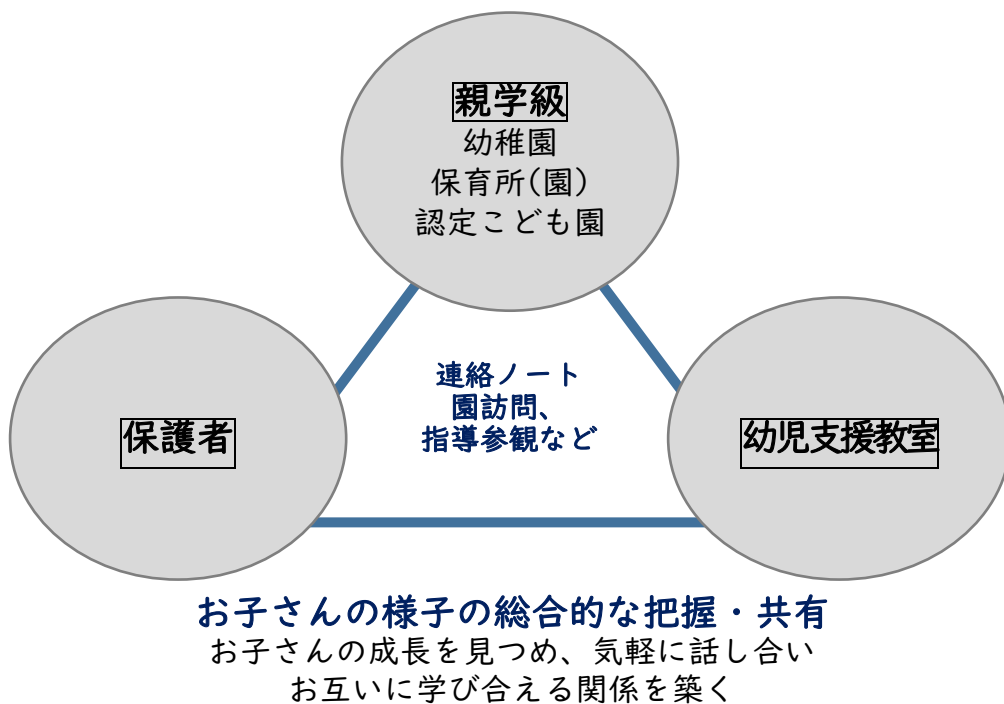 親学級
幼稚園
保育所(園)
認定こども園
連絡ノート
園訪問、
指導参観など
保護者
幼児支援教室
お子さんの様子の総合的な把握・共有
お子さんの成長を見つめ、気軽に話し合い
お互いに学び合える関係を築く